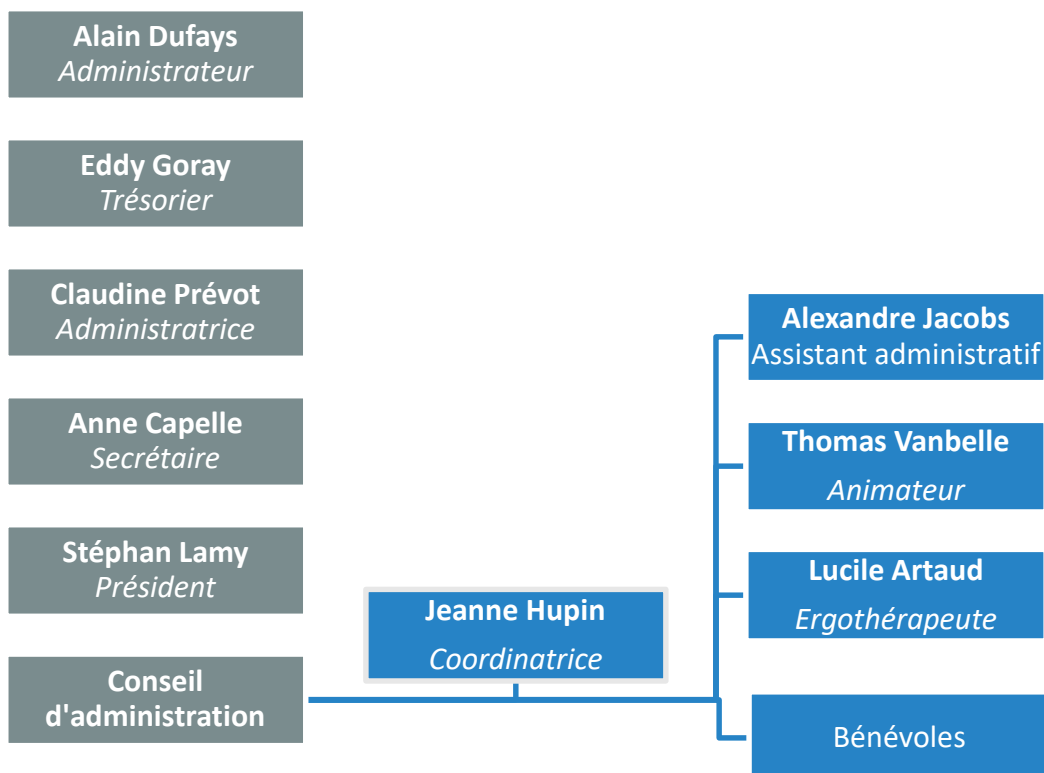 Alain Dufays
Administrateur
Eddy Goray
Trésorier
Claudine Prévot
Administratrice
Anne Capelle
Secrétaire
Stéphan Lamy
Président
Conseil
d'administration
Jeanne Hupin
Coordinatrice
Alexandre Jacobs
Assistant administratif
Thomas Vanbelle
Animateur
Lucile Artaud
Ergothérapeute
Bénévoles